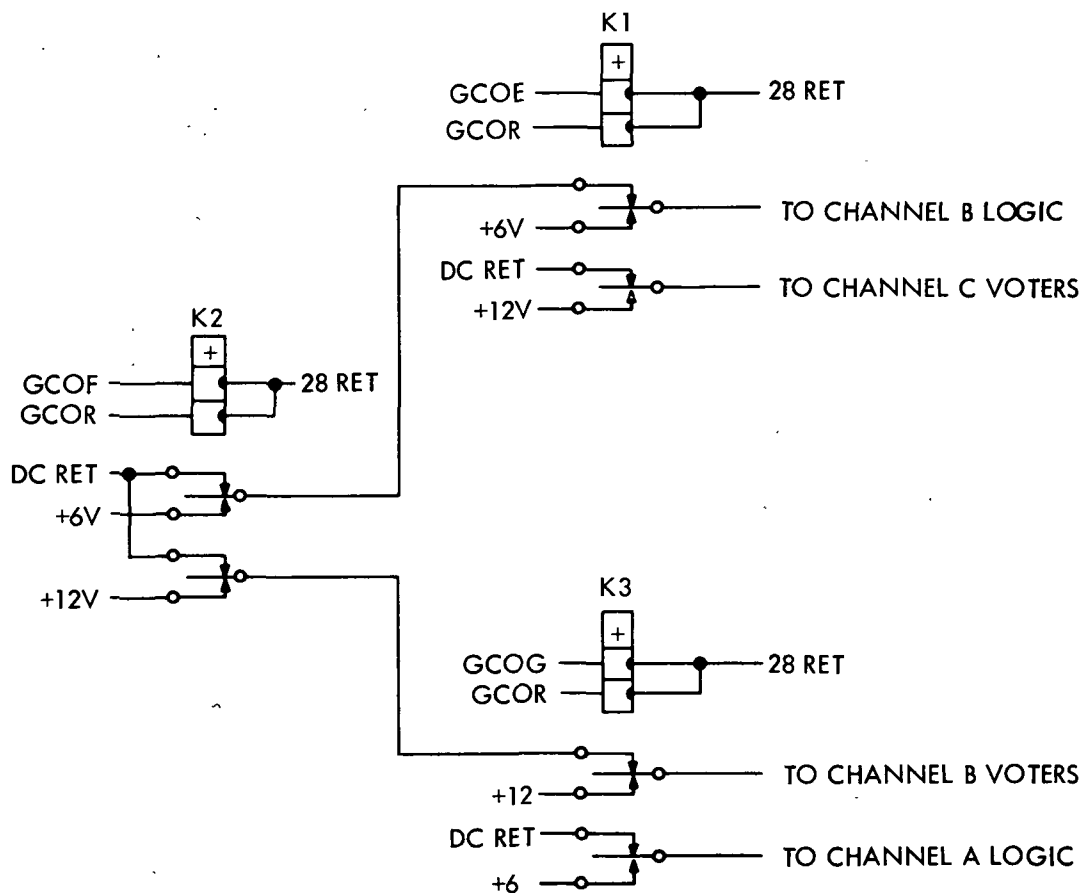 K1
+
GCOE
28 RET
GCOR
TO CHANNEL B LOGIC
+6V
DC RET
TO CHANNEL C VOTERS
+12V
K2
+
GCOF
28 RET
GCOR
DC RET
+6V
+12V
K3
+
GCOG
28 RET
GCOR
TO CHANNEL B VOTERS
+12
DC RET
TO CHANNEL A LOGIC
+6